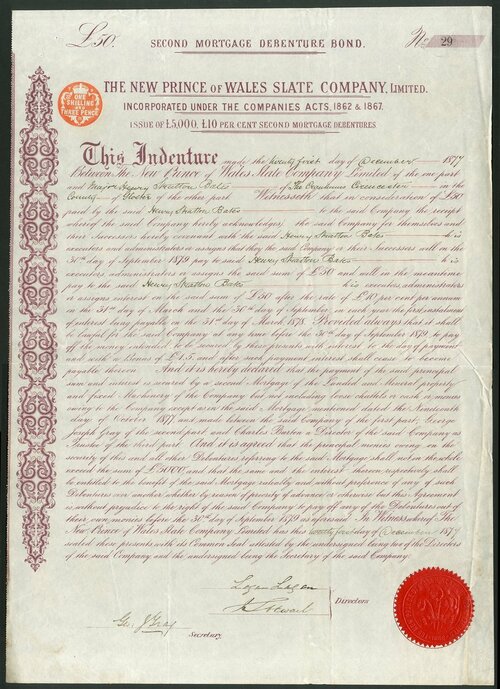 £50. SECOND MORTGAGE DEBENTURE BOND. No. 29
THE NEW PRINCE OF WALES SLATE COMPANY, LIMITED.
INCORPORATED UNDER THE COMPANIES ACTS, 1862 & 1867.
ONE SHILLING AND THREE PENCE
ISSUE OF £5,000, £10 PER CENT SECOND MORTGAGE DEBENTURES
This Indenture made the twenty first day of December 1877
Between The New Prince of Wales Slate Company Limited of the one part
and Major Henry Stratton Bates of The Cirencester in the
County of Gloster of the other part Witnesseth that in consideration of £50
paid by the said Henry Stratton Bates to the said Company the receipt
whereof the said Company hereby acknowledges the said Company for themselves and
their Successors hereby covenant with the said Henry Stratton Bates his
executors and administrators or assigns that they the said Company or their successors will on the
30th day of September 1879 pay to said Henry Stratton Bates his
executors, administrators or assigns the said sum of £50 and will in the meantime
pay to the said Henry Stratton Bates his executors, administrators
or assigns interest on the said sum of £50 after the rate of £10 per cent per annum
on the 31st day of March and the 30th day of September in each year the first instalment
of interest being payable on the 31st day of March 1878. Provided always that it shall
be lawful for the said Company at any time before the 30th day of September 1879 to pay
off the moneys intended to be secured by these presents with interest to the day of payment
and with a Bonus of £1.5 and after such payment interest shall cease to become
payable thereon And it is hereby declared that the payment of the said principal
sum and interest is secured by a second Mortgage of the Landed and Mineral property
and fixed Machinery of the Company but not including loose chattels or cash or moneys
owing to the Company except as in the said Mortgage mentioned dated the Nineteenth
day of October 1877 and made between the said Company of the first part, George
Joseph Gray of the second part and Charles Burtin a Director of the said Company as
Trustee of the third part. And it is agreed that the principal moneys owing on the
security of this and all other Debentures referring to the said Mortgage shall not on the whole
exceed the sum of £5000, and that the same and the interest thereon respectively shall
be entitled to the benefit of the said Mortgage rateably and without preference of any of such
Debentures over another whether by reason of priority of advance or otherwise but this Agreement
is without prejudice to the right of the said Company to pay off any of the Debentures out of
their own monies before the 30th day of September 1879 as aforesaid. In Witness whereof The
New Prince of Wales Slate Company Limited has this twenty first day of December 1877
sealed these presents with its Common Seal attested by the undersigned being two of the Directors
of the said Company and the undersigned being the Secretary of the said Company.
Directors
Geo. J. Gray
Secretary